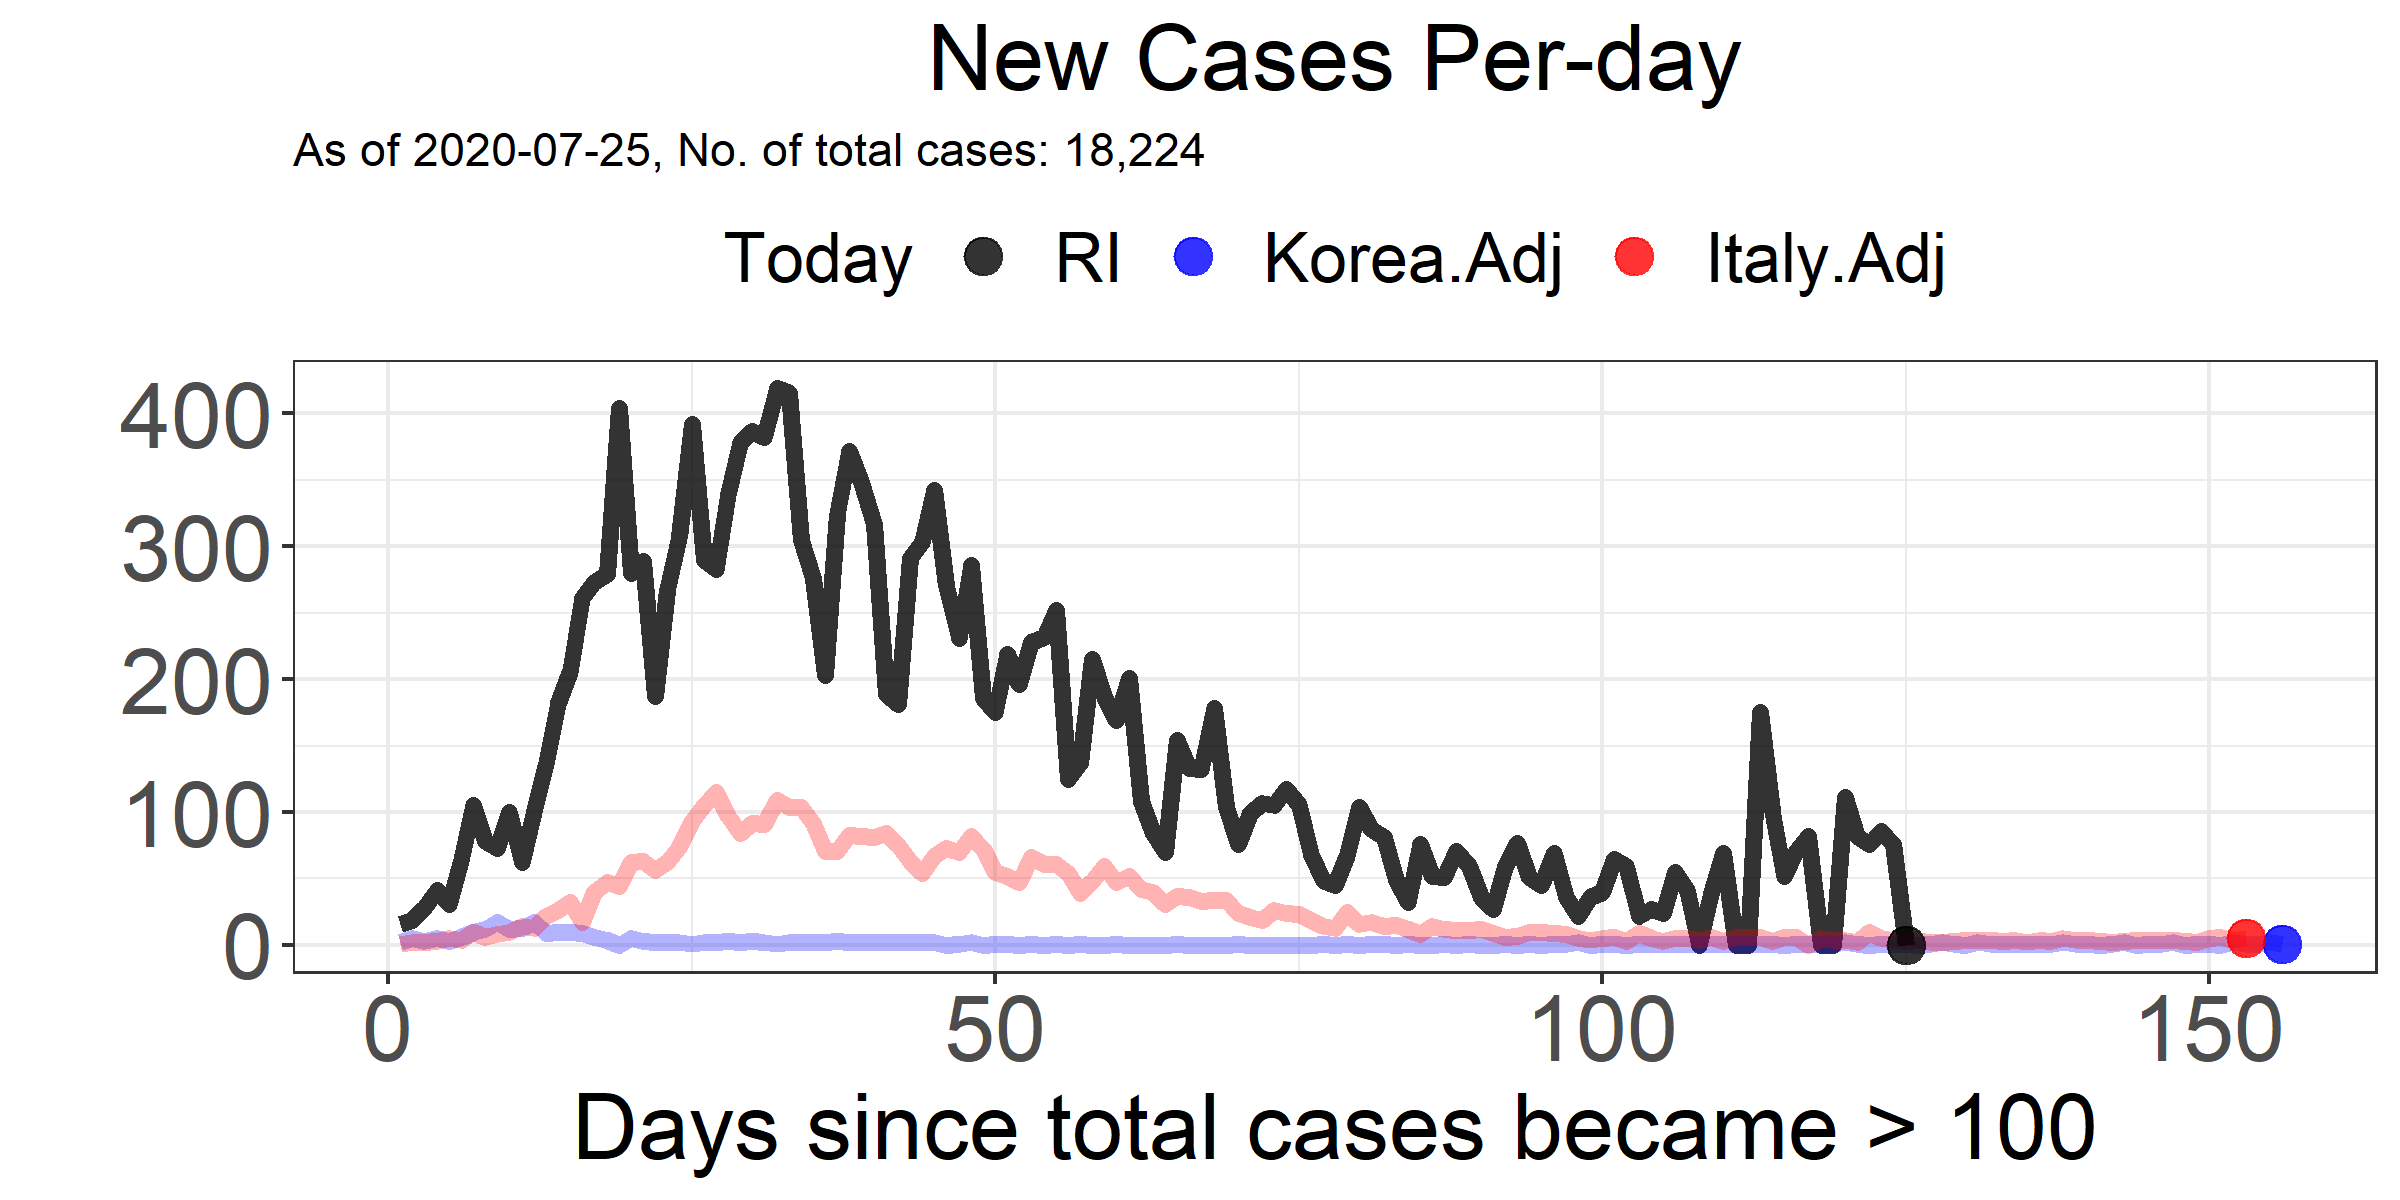 New Cases Per-day
As of 2020-07-25, No. of total cases: 18,224
Today RI Korea.Adj Italy.Adj
400
300
200
100
0
0 50 100 150
Days since total cases became > 100